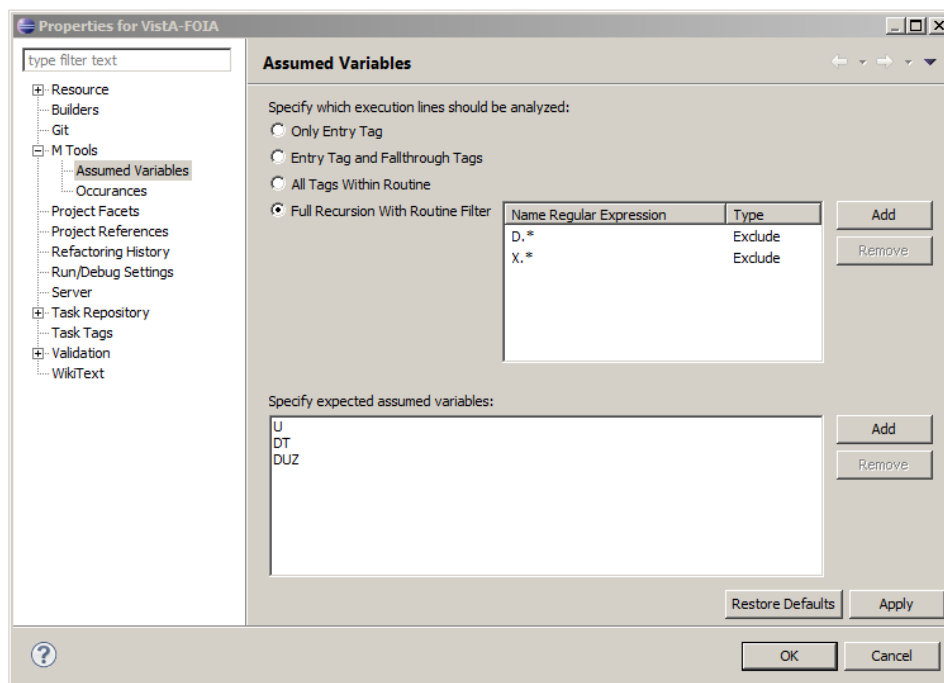 Properties for VistA-FOIA
type filter text
Resource
Builders
Git
M Tools
Assumed Variables
Occurances
Project Facets
Project References
Refactoring History
Run/Debug Settings
Server
Task Repository
Task Tags
Validation
WikiText
Assumed Variables
Specify which execution lines should be analyzed:
Only Entry Tag
Entry Tag and Fallthrough Tags
All Tags Within Routine
Full Recursion With Routine Filter
Name Regular Expression Type
D.* Exclude
X.* Exclude
Add
Remove
Specify expected assumed variables:
U
DT
DUZ
Add
Remove
Restore Defaults Apply
OK Cancel